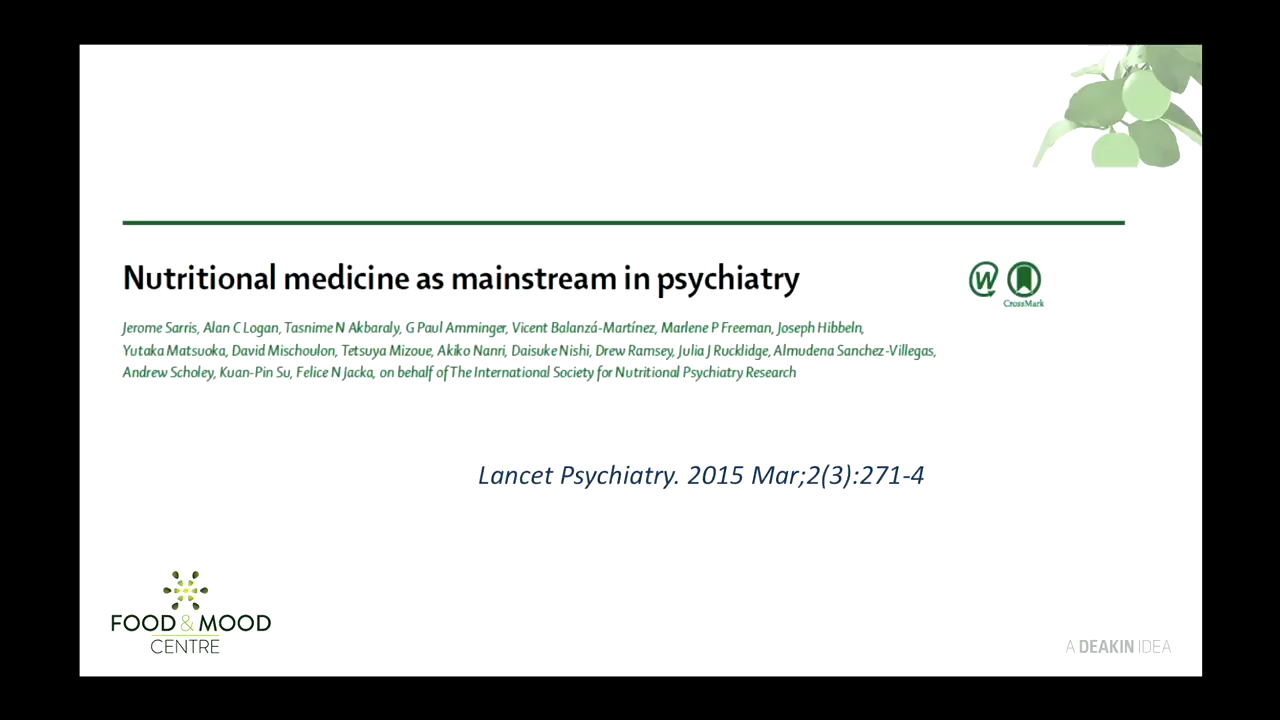 Nutritional medicine as mainstream in psychiatry
W
CrossMark
Jerome Sarris, Alan C Logan, Tasnime N Akbaraly, G Paul Amminger, Vicent Balanzá-Martínez, Marlene P Freeman, Joseph Hibbeln,
Yutaka Matsuoka, David Mischoulon, Tetsuya Mizoue, Akiko Nanri, Daisuke Nishi, Drew Ramsey, Julia J Rucklidge, Almudena Sanchez-Villegas,
Andrew Scholey, Kuan-Pin Su, Felice N Jacka, on behalf of The International Society for Nutritional Psychiatry Research
Lancet Psychiatry. 2015 Mar;2(3):271-4
FOOD & MOOD
CENTRE
A DEAKIN IDEA